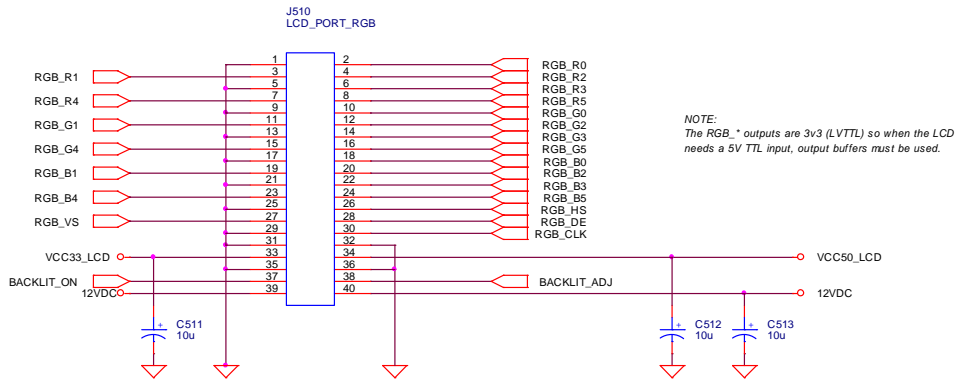 J510
LCD_PORT_RGB
1 2
RGB_R0
RGB_R1 3 4
RGB_R2
5 6
RGB_R3
RGB_R4 7 8
RGB_R5
9 10
RGB_G0
RGB_G1 11 12
RGB_G2
13 14
RGB_G3
RGB_G4 15 16
RGB_G5
17 18
RGB_B0
RGB_B1 19 20
RGB_B2
21 22
RGB_B3
RGB_B4 23 24
RGB_B5
25 26
RGB_HS
RGB_VS 27 28
RGB_DE
29 30
RGB_CLK
31 32
VCC33_LCD 33 34 VCC50_LCD
35 36
BACKLIT_ON 37 38 BACKLIT_ADJ
12VDC 39 40 12VDC
NOTE:
The RGB_* outputs are 3v3 (LVTTL) so when the LCD
needs a 5V TTL input, output buffers must be used.
+ C511
10u
+ C512
10u
+ C513
10u